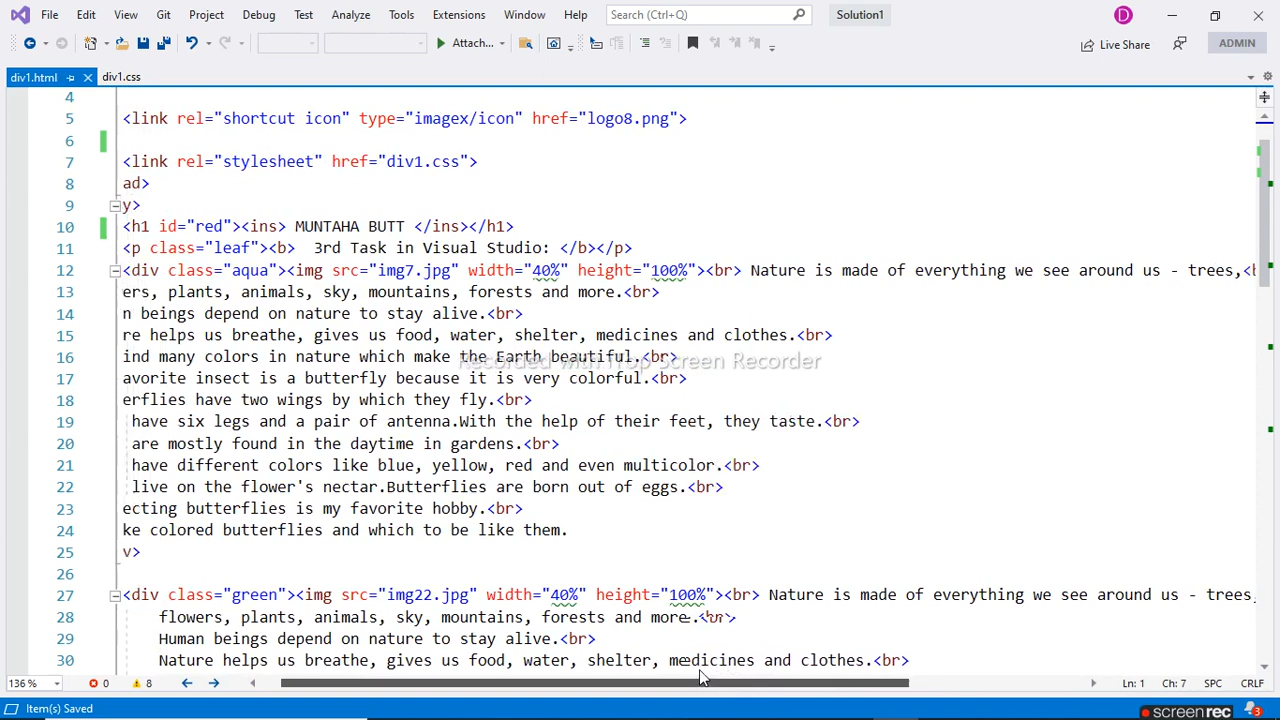 File Edit View Git Project Debug Test Analyze Tools Extensions Window Help Search (Ctrl+Q) Solution1 D
Attach... Live Share ADMIN
div1.html div1.css
4
5 <link rel="shortcut icon" type="imagex/icon" href="logo8.png">
6
7 <link rel="stylesheet" href="div1.css">
8 ad>
9 y>
10 <h1 id="red"><ins> MUNTAHA BUTT </ins></h1>
11 <p class="leaf"><b> 3rd Task in Visual Studio: </b></p>
12 <div class="aqua"><img src="img7.jpg" width="40%" height="100%"><br> Nature is made of everything we see around us - trees,<b
13 ers, plants, animals, sky, mountains, forests and more.<br>
14 n beings depend on nature to stay alive.<br>
15 re helps us breathe, gives us food, water, shelter, medicines and clothes.<br>
16 ind many colors in nature which make the Earth beautiful.<br>
Recorded with iTop Screen Recorder
17 avorite insect is a butterfly because it is very colorful.<br>
18 erflies have two wings by which they fly.<br>
19 have six legs and a pair of antenna.With the help of their feet, they taste.<br>
20 are mostly found in the daytime in gardens.<br>
21 have different colors like blue, yellow, red and even multicolor.<br>
22 live on the flower's nectar.Butterflies are born out of eggs.<br>
23 ecting butterflies is my favorite hobby.<br>
24 ke colored butterflies and which to be like them.
25 v>
26
27 <div class="green"><img src="img22.jpg" width="40%" height="100%"><br> Nature is made of everything we see around us - trees,
28 flowers, plants, animals, sky, mountains, forests and more.<br>
29 Human beings depend on nature to stay alive.<br>
30 Nature helps us breathe, gives us food, water, shelter, medicines and clothes.<br>
136 % 0 8 Ln: 1 Ch: 7 SPC CRLF
Item(s) Saved screenrec 3